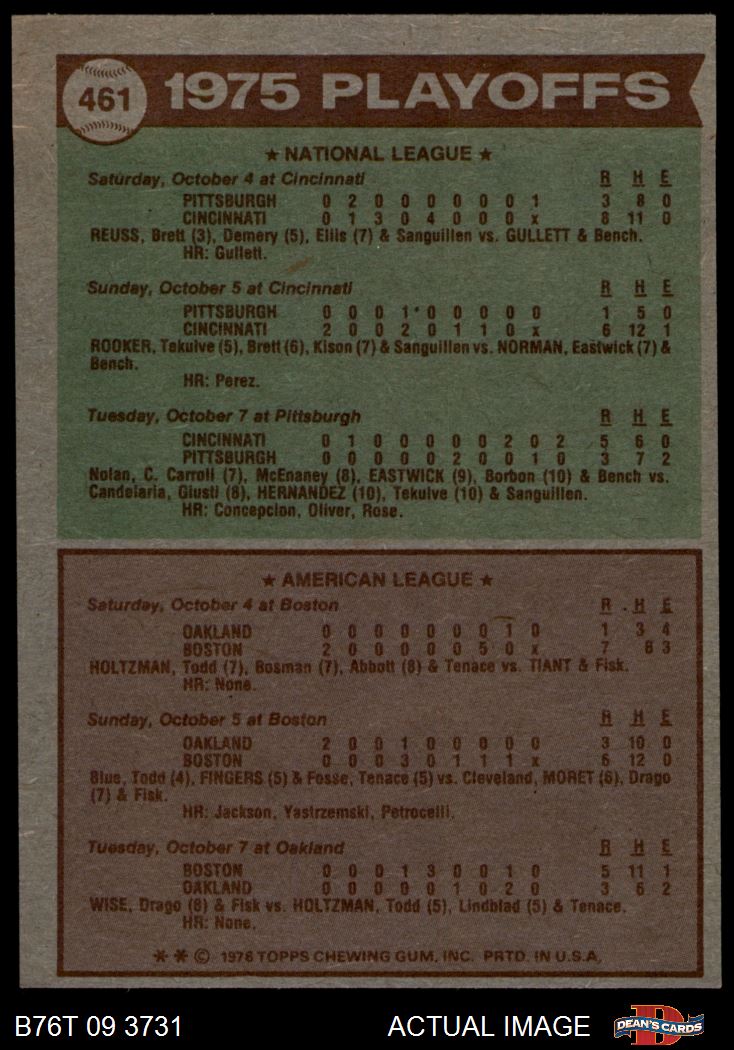 461 1975 PLAYOFFS
★ NATIONAL LEAGUE ★
Saturday, October 4 at Cincinnati R H E
PITTSBURGH 0 2 0 0 0 0 0 0 1 3 8 0
CINCINNATI 0 1 3 0 4 0 0 0 x 8 11 0
REUSS, Brett (3), Demery (5), Ellis (7) & Sanguillen vs. GULLETT & Bench.
HR: Gullett.
Sunday, October 5 at Cincinnati R H E
PITTSBURGH 0 0 0 1 0 0 0 0 0 1 5 0
CINCINNATI 2 0 0 2 0 1 1 0 x 6 12 1
ROOKER, Tekulve (5), Brett (6), Kison (7) & Sanguillen vs. NORMAN, Eastwick (7) &
Bench.
HR: Perez.
Tuesday, October 7 at Pittsburgh R H E
CINCINNATI 0 1 0 0 0 0 0 2 0 2 5 6 0
PITTSBURGH 0 0 0 0 0 2 0 0 1 0 3 7 2
Nolan, C. Carroll (7), McEnaney (8), EASTWICK (9), Borbon (10) & Bench vs.
Candelaria, Giusti (8), HERNANDEZ (10), Tekulve (10) & Sanguillen.
HR: Concepcion, Oliver, Rose.
★ AMERICAN LEAGUE ★
Saturday, October 4 at Boston R H E
OAKLAND 0 0 0 0 0 0 0 1 0 1 3 4
BOSTON 2 0 0 0 0 0 5 0 x 7 8 3
HOLTZMAN, Todd (7), Bosman (7), Abbott (8) & Tenace vs. TIANT & Fisk.
HR: None.
Sunday, October 5 at Boston R H E
OAKLAND 2 0 0 1 0 0 0 0 0 3 10 0
BOSTON 0 0 0 3 0 1 1 1 x 6 12 0
Blue, Todd (4), FINGERS (5) & Fosse, Tenace (5) vs. Cleveland, MORET (6), Drago
(7) & Fisk.
HR: Jackson, Yastrzemski, Petrocelli.
Tuesday, October 7 at Oakland R H E
BOSTON 0 0 0 1 3 0 0 1 0 5 11 1
OAKLAND 0 0 0 0 0 1 0 2 0 3 6 2
WISE, Drago (8) & Fisk vs. HOLTZMAN, Todd (5), Lindblad (5) & Tenace.
HR: None.
* * © 1976 TOPPS CHEWING GUM, INC. PRTD. IN U.S.A.
B76T 09 3731 ACTUAL IMAGE D DEAN'S CARDS